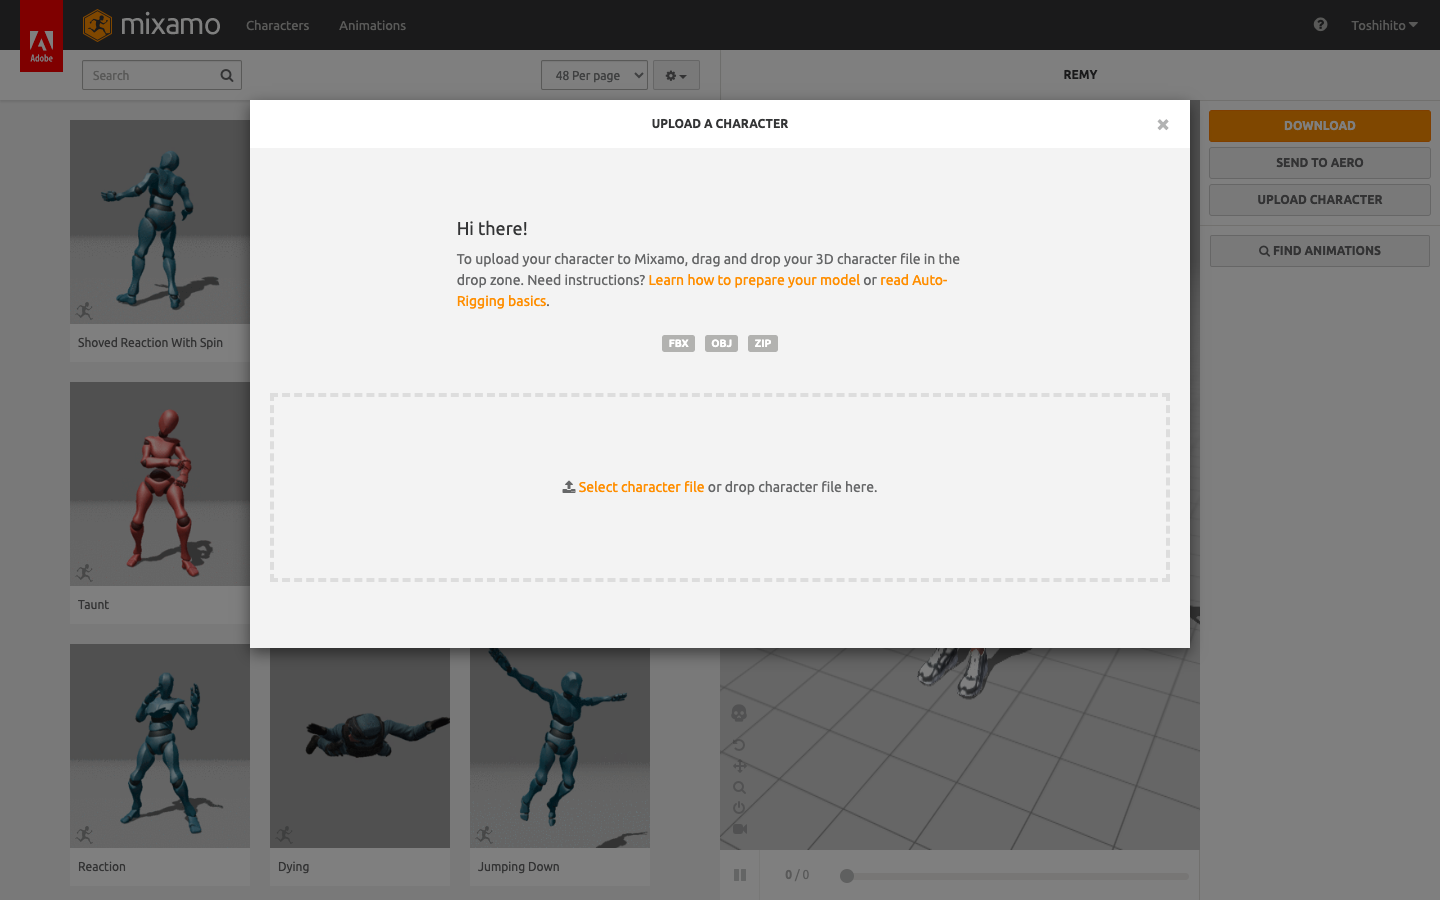 Adobe
mixamo
Characters
Animations
Toshihito
Search
48 Per page
REMY
UPLOAD A CHARACTER
DOWNLOAD
SEND TO AERO
UPLOAD CHARACTER
FIND ANIMATIONS
Hi there!
To upload your character to Mixamo, drag and drop your 3D character file in the
drop zone. Need instructions? Learn how to prepare your model or read Auto-
Rigging basics.
FBX OBJ ZIP
Select character file or drop character file here.
Shoved Reaction With Spin
Taunt
Reaction
Dying
Jumping Down
0 / 0